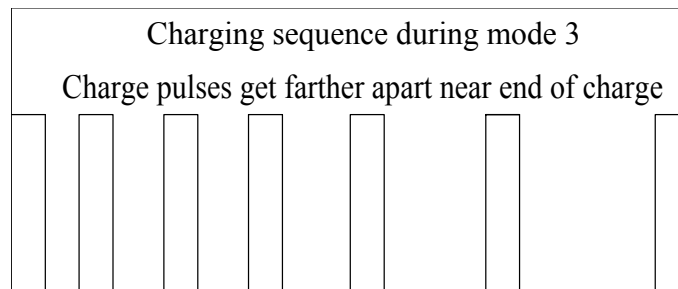 Charging sequence during mode 3
Charge pulses get farther apart near end of charge